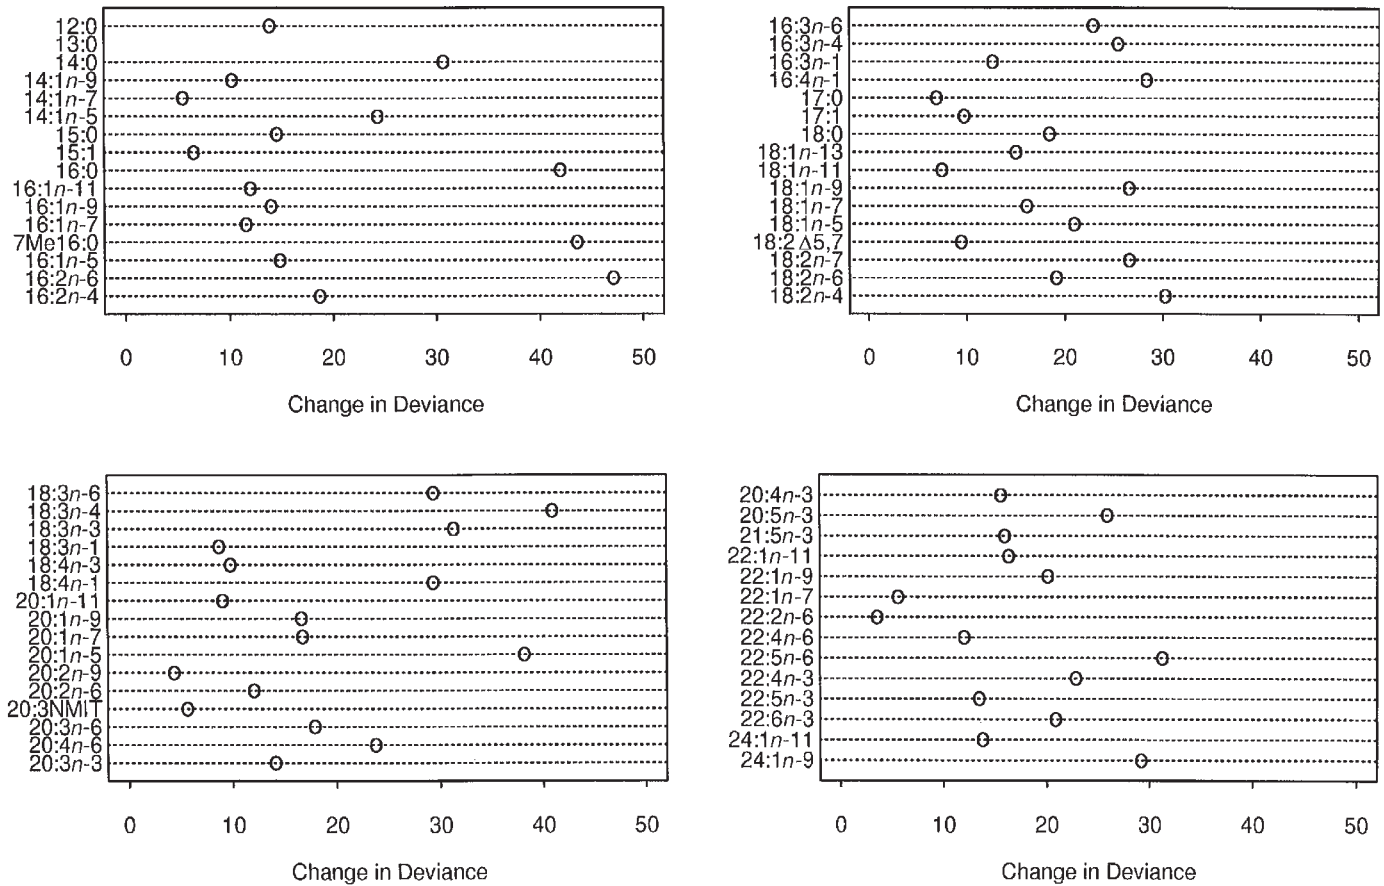 12:0
13:0
14:0
14:1n-9
14:1n-7
14:1n-5
15:0
15:1
16:0
16:1n-11
16:1n-9
16:1n-7
7Me16:0
16:1n-5
16:2n-6
16:2n-4
0 10 20 30 40 50
Change in Deviance
16:3n-6
16:3n-4
16:3n-1
16:4n-1
17:0
17:1
18:0
18:1n-13
18:1n-11
18:1n-9
18:1n-7
18:1n-5
18:2Δ5,7
18:2n-7
18:2n-6
18:2n-4
0 10 20 30 40 50
Change in Deviance
18:3n-6
18:3n-4
18:3n-3
18:3n-1
18:4n-3
18:4n-1
20:1n-11
20:1n-9
20:1n-7
20:1n-5
20:2n-9
20:2n-6
20:3NMIT
20:3n-6
20:4n-6
20:3n-3
0 10 20 30 40 50
Change in Deviance
20:4n-3
20:5n-3
21:5n-3
22:1n-11
22:1n-9
22:1n-7
22:2n-6
22:4n-6
22:5n-6
22:4n-3
22:5n-3
22:6n-3
24:1n-11
24:1n-9
0 10 20 30 40 50
Change in Deviance